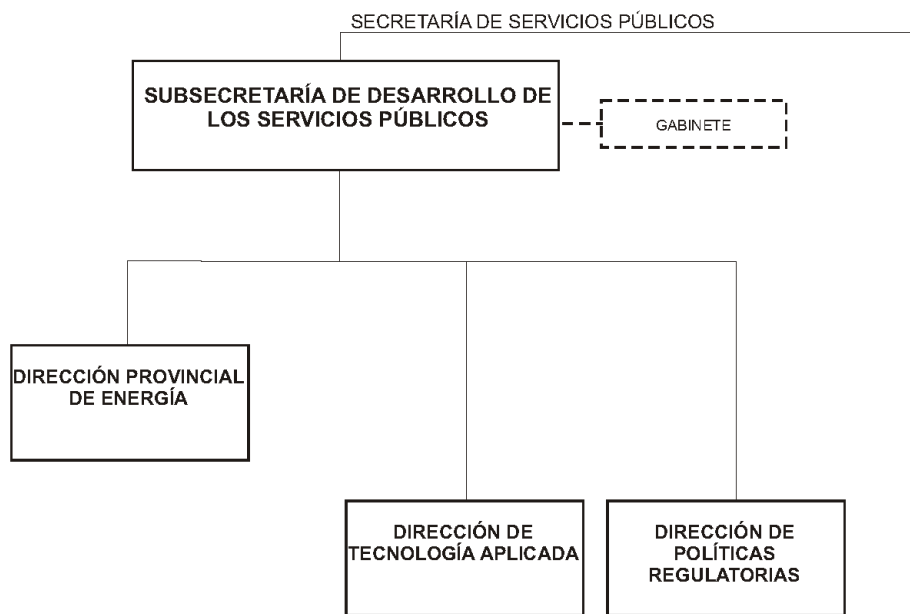 SECRETARÍA DE SERVICIOS PÚBLICOS
SUBSECRETARÍA DE DESARROLLO DE
LOS SERVICIOS PÚBLICOS
GABINETE
DIRECCIÓN PROVINCIAL
DE ENERGÍA
DIRECCIÓN DE
TECNOLOGÍA APLICADA
DIRECCIÓN DE
POLÍTICAS
REGULATORIAS